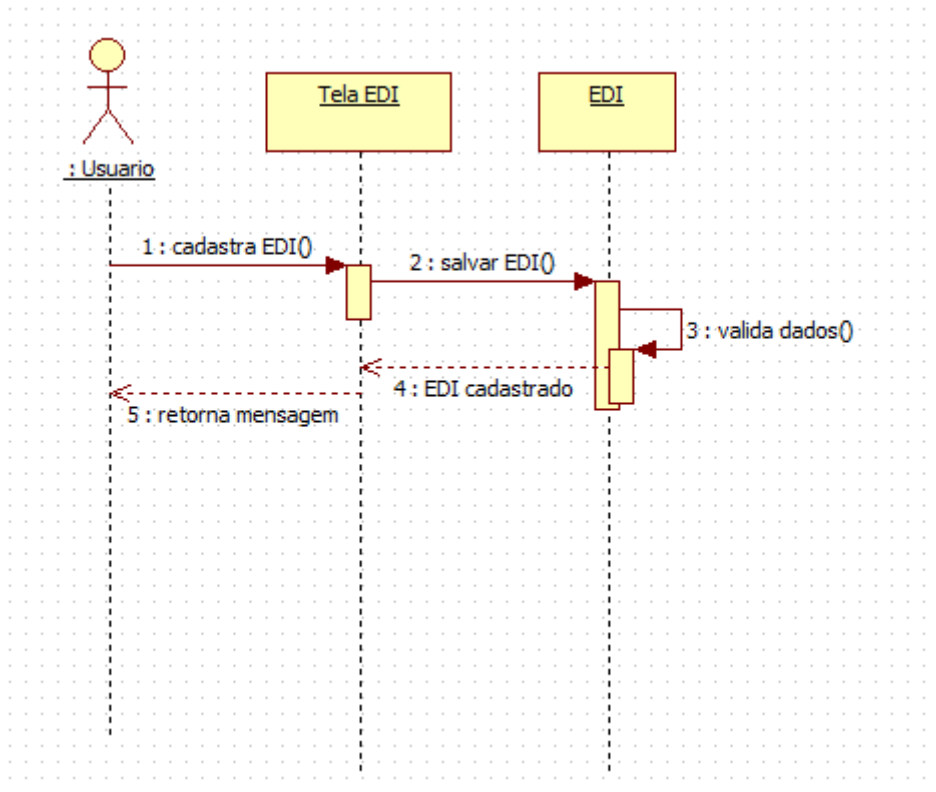 Tela EDI
EDI
: Usuario
1 : cadastra EDI()
2 : salvar EDI()
3 : valida dados()
4 : EDI cadastrado
5 : retorna mensagem